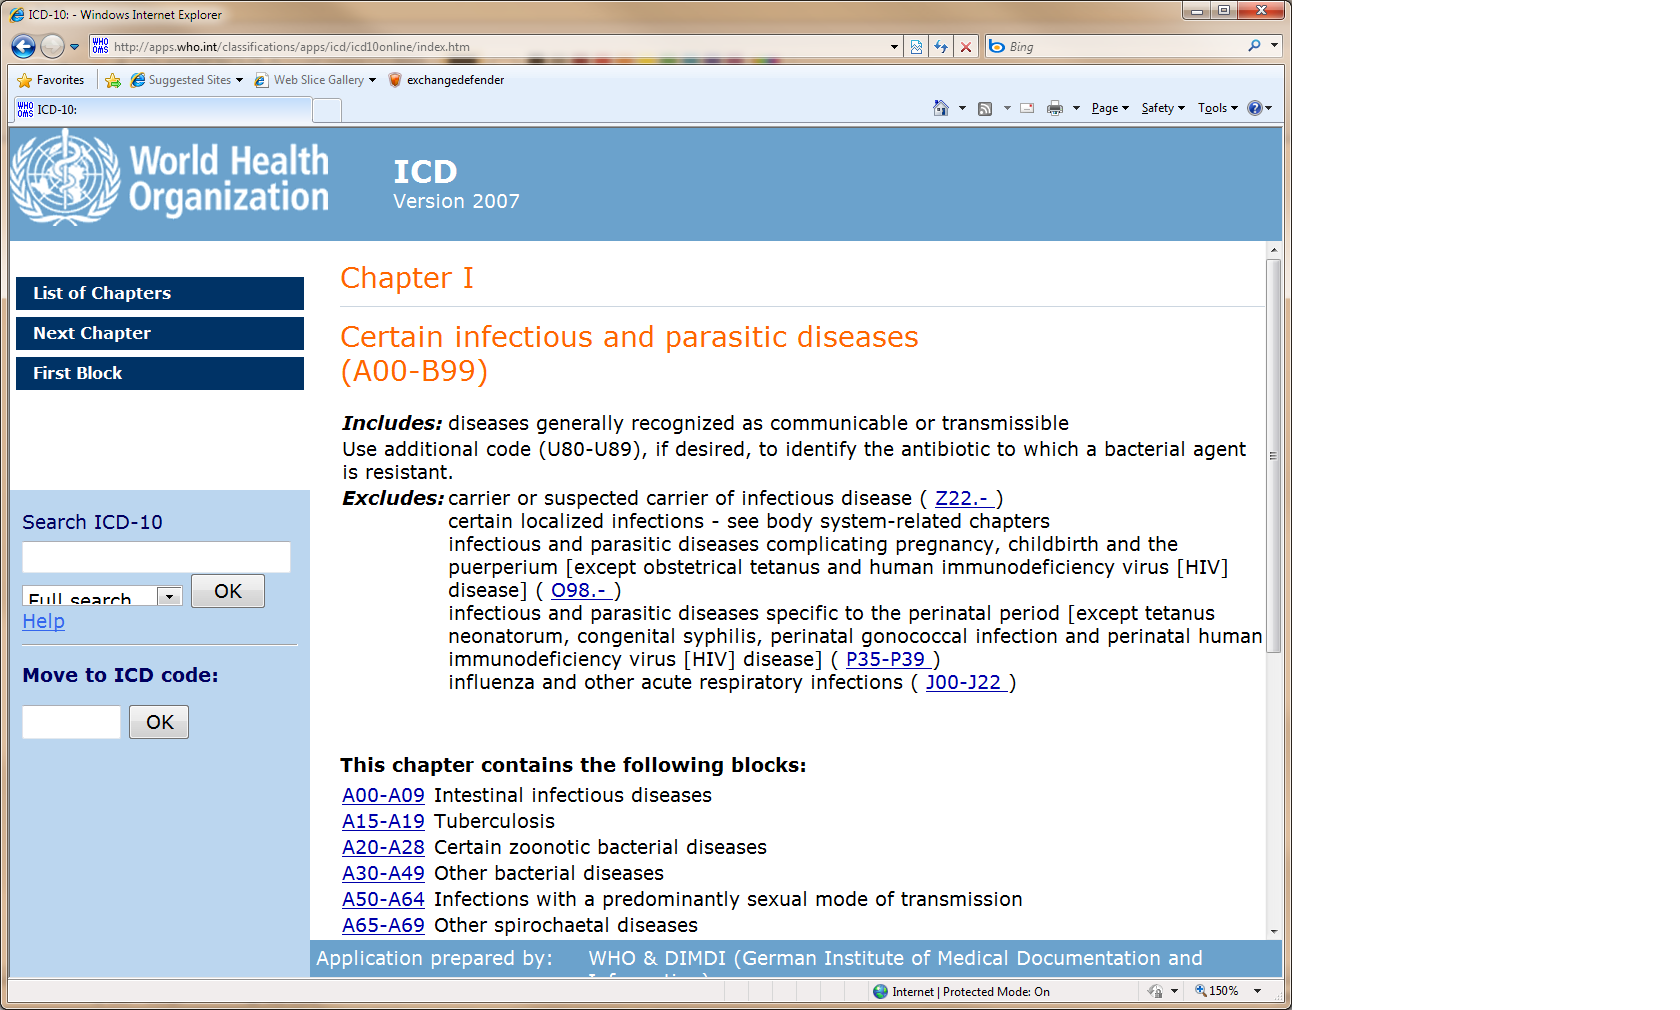 ICD-10: - Windows Internet Explorer
http://apps.who.int/classifications/apps/icd/icd10online/index.htm
Bing
Favorites
Suggested Sites
Web Slice Gallery
exchangedefender
WHO OMS ICD-10:
Page
Safety
Tools
World Health
Organization
ICD
Version 2007
List of Chapters
Next Chapter
First Block
Search ICD-10
Full search
OK
Help
Move to ICD code:
OK
Chapter I
Certain infectious and parasitic diseases
(A00-B99)
Includes: diseases generally recognized as communicable or transmissible
Use additional code (U80-U89), if desired, to identify the antibiotic to which a bacterial agent
is resistant.
Excludes: carrier or suspected carrier of infectious disease ( Z22.- )
certain localized infections - see body system-related chapters
infectious and parasitic diseases complicating pregnancy, childbirth and the
puerperium [except obstetrical tetanus and human immunodeficiency virus [HIV]
disease] ( O98.- )
infectious and parasitic diseases specific to the perinatal period [except tetanus
neonatorum, congenital syphilis, perinatal gonococcal infection and perinatal human
immunodeficiency virus [HIV] disease] ( P35-P39 )
influenza and other acute respiratory infections ( J00-J22 )
This chapter contains the following blocks:
A00-A09 Intestinal infectious diseases
A15-A19 Tuberculosis
A20-A28 Certain zoonotic bacterial diseases
A30-A49 Other bacterial diseases
A50-A64 Infections with a predominantly sexual mode of transmission
A65-A69 Other spirochaetal diseases
Application prepared by: WHO & DIMDI (German Institute of Medical Documentation and
Internet | Protected Mode: On
150%